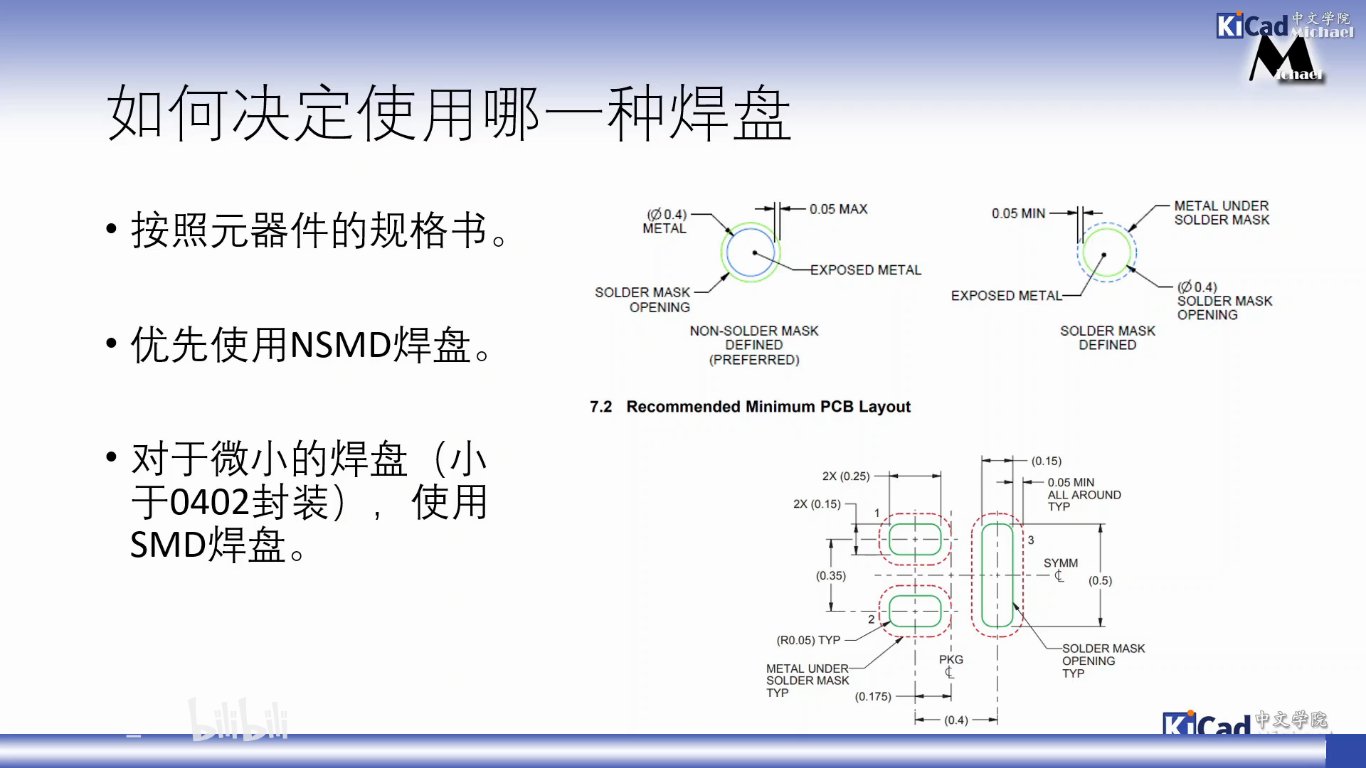 KiCad 中文学院
Michael
Michael
如何决定使用哪一种焊盘
• 按照元器件的规格书。
• 优先使用NSMD焊盘。
• 对于微小的焊盘（小
于0402封装），使用
SMD焊盘。
(Ø0.4)
METAL
0.05 MAX
EXPOSED METAL
SOLDER MASK
OPENING
NON-SOLDER MASK
DEFINED
(PREFERRED)
0.05 MIN
METAL UNDER
SOLDER MASK
EXPOSED METAL
(Ø0.4)
SOLDER MASK
OPENING
SOLDER MASK
DEFINED
7.2 Recommended Minimum PCB Layout
2X (0.25)
2X (0.15)
1
(0.15)
0.05 MIN
ALL AROUND
TYP
3
SYMM
℄
(0.35)
(0.5)
2
(R0.05) TYP
METAL UNDER
SOLDER MASK
TYP
PKG
℄
SOLDER MASK
OPENING
TYP
(0.175)
(0.4)
bilibili
KiCad 中文学院